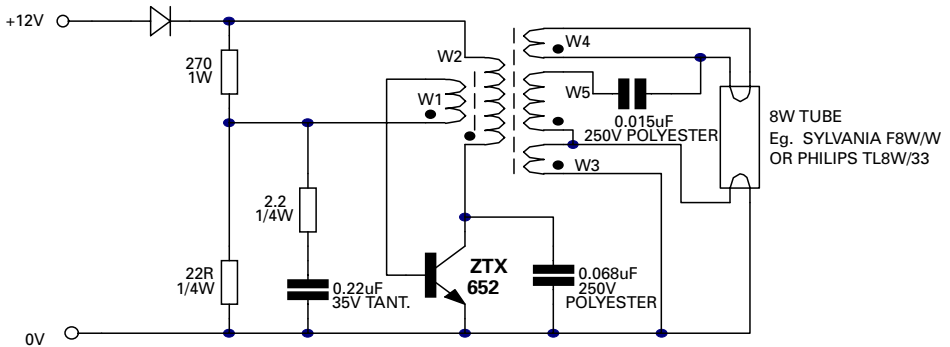 +12V
270
1W
W2
W1
W4
W5
0.015uF
250V POLYESTER
8W TUBE
Eg. SYLVANIA F8W/W
OR PHILIPS TL8W/33
W3
2.2
1/4W
22R
1/4W
0.22uF
35V TANT.
ZTX
652
0.068uF
250V
POLYESTER
0V